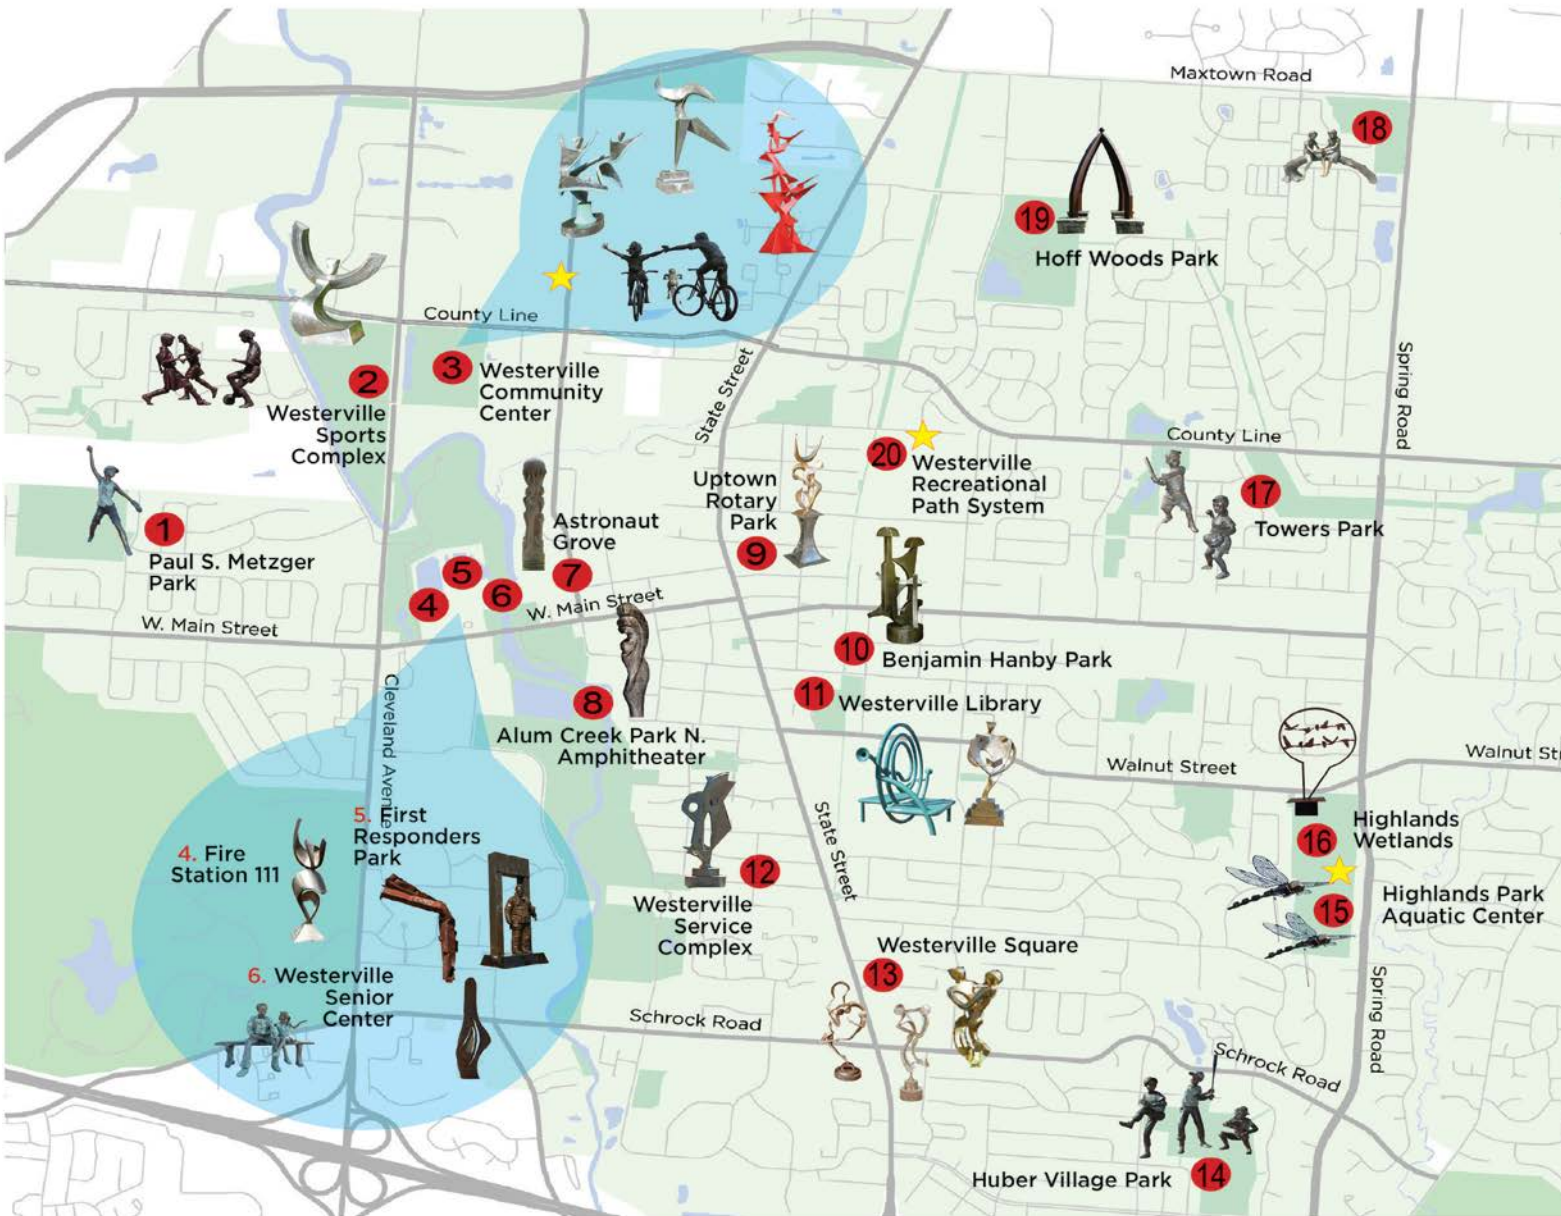 Maxtown Road
18
19
Hoff Woods Park
County Line
2
Westerville
Sports
Complex
3
Westerville
Community
Center
State Street
Spring Road
County Line
1
Paul S. Metzger
Park
Astronaut
Grove
4
5
6
7
Uptown
Rotary
Park
9
20
Westerville
Recreational
Path System
17
Towers Park
W. Main Street
W. Main Street
8
Alum Creek Park N.
Amphitheater
10
Benjamin Hanby Park
11
Westerville Library
Walnut Street
Walnut St
Cleveland Avenue
4. Fire
Station 111
5. First
Responders
Park
6. Westerville
Senior
Center
12
Westerville
Service
Complex
State Street
16
Highlands
Wetlands
15
Highlands Park
Aquatic Center
Westerville Square
13
Schrock Road
Schrock Road
Spring Road
Huber Village Park
14